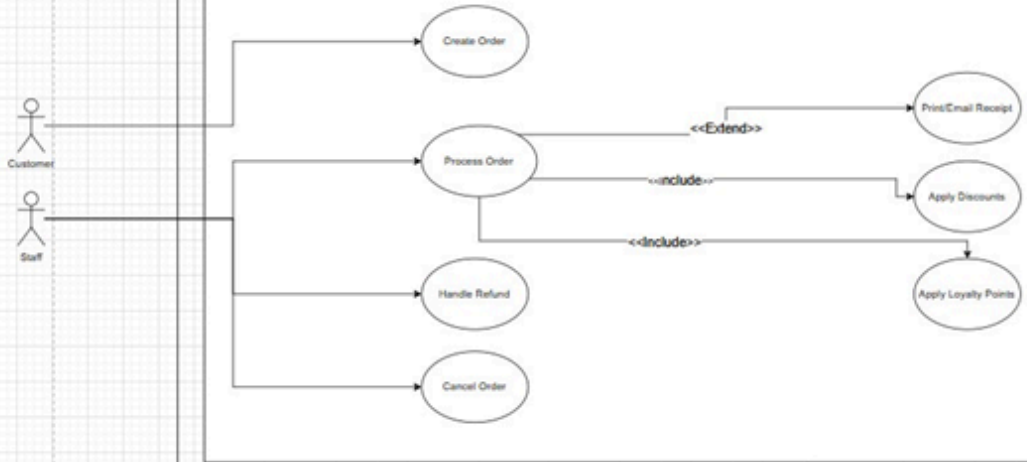 Create Order
Print/Email Receipt
<<Extend>>
Customer
Process Order
<<Include>>
Apply Discounts
Staff
<<Include>>
Handle Refund
Apply Loyalty Points
Cancel Order